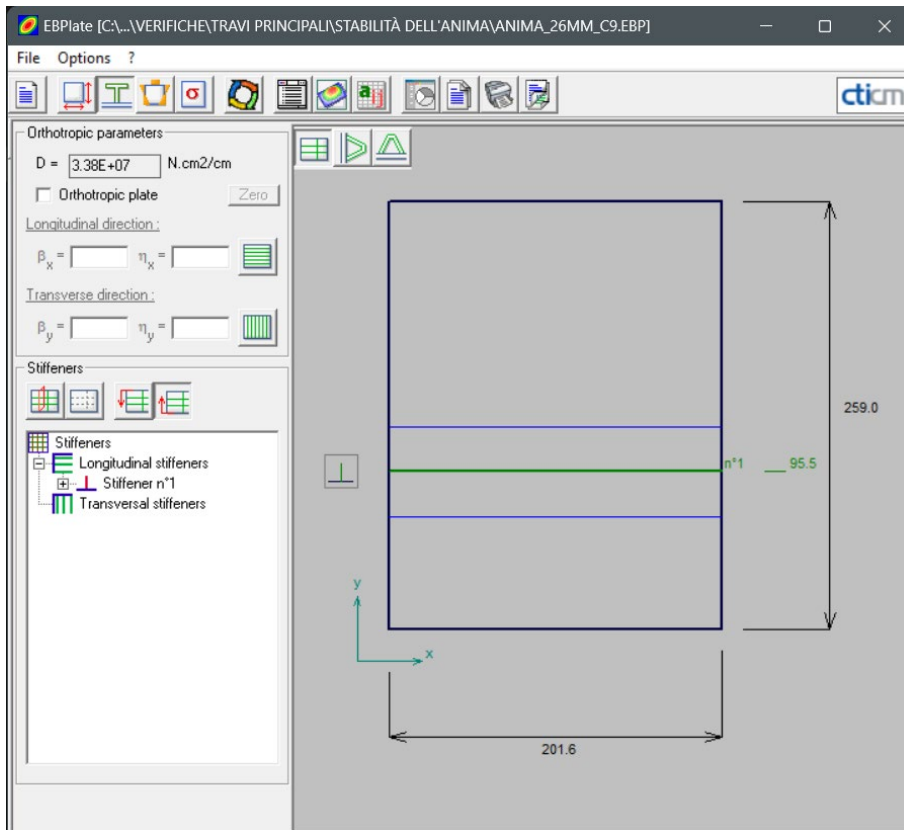 EBPlate [C:\...\VERIFICHE\TRAVI PRINCIPALI\STABILITÀ DELL'ANIMA\ANIMA_26MM_C9.EBP]
File Options ?
cticm
Orthotropic parameters
D = 3.38E+07 N.cm2/cm
Orthotropic plate Zero
Longitudinal direction :
βx = ηx =
Transverse direction :
βy = ηy =
Stiffeners
Stiffeners
Longitudinal stiffeners
Stiffener n°1
Transversal stiffeners
259.0
n°1 95.5
y
x
201.6